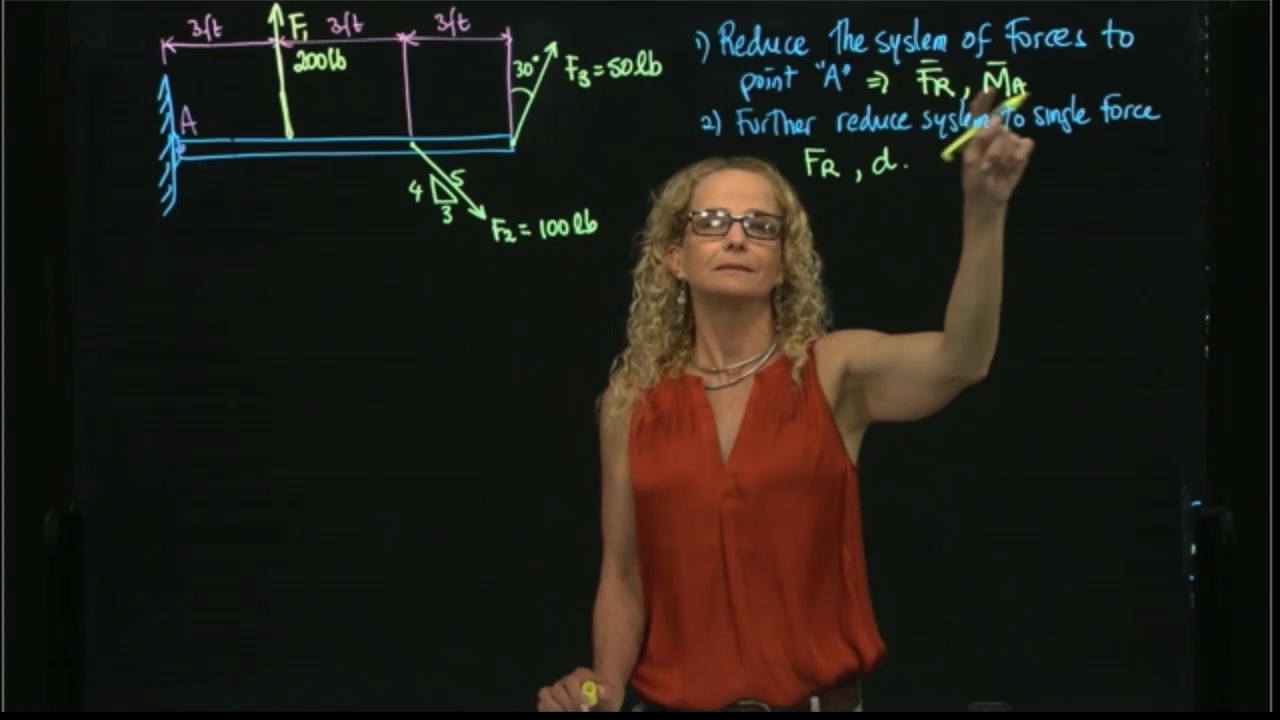 3ft 3ft 3ft
F₁
200lb
30°
F₃ = 50lb
A
4 5
3
F₂ = 100lb
1) Reduce The system of Forces to
point "A" ⇒ F̄R, M̄A
2) Further reduce system to single force
FR, d.